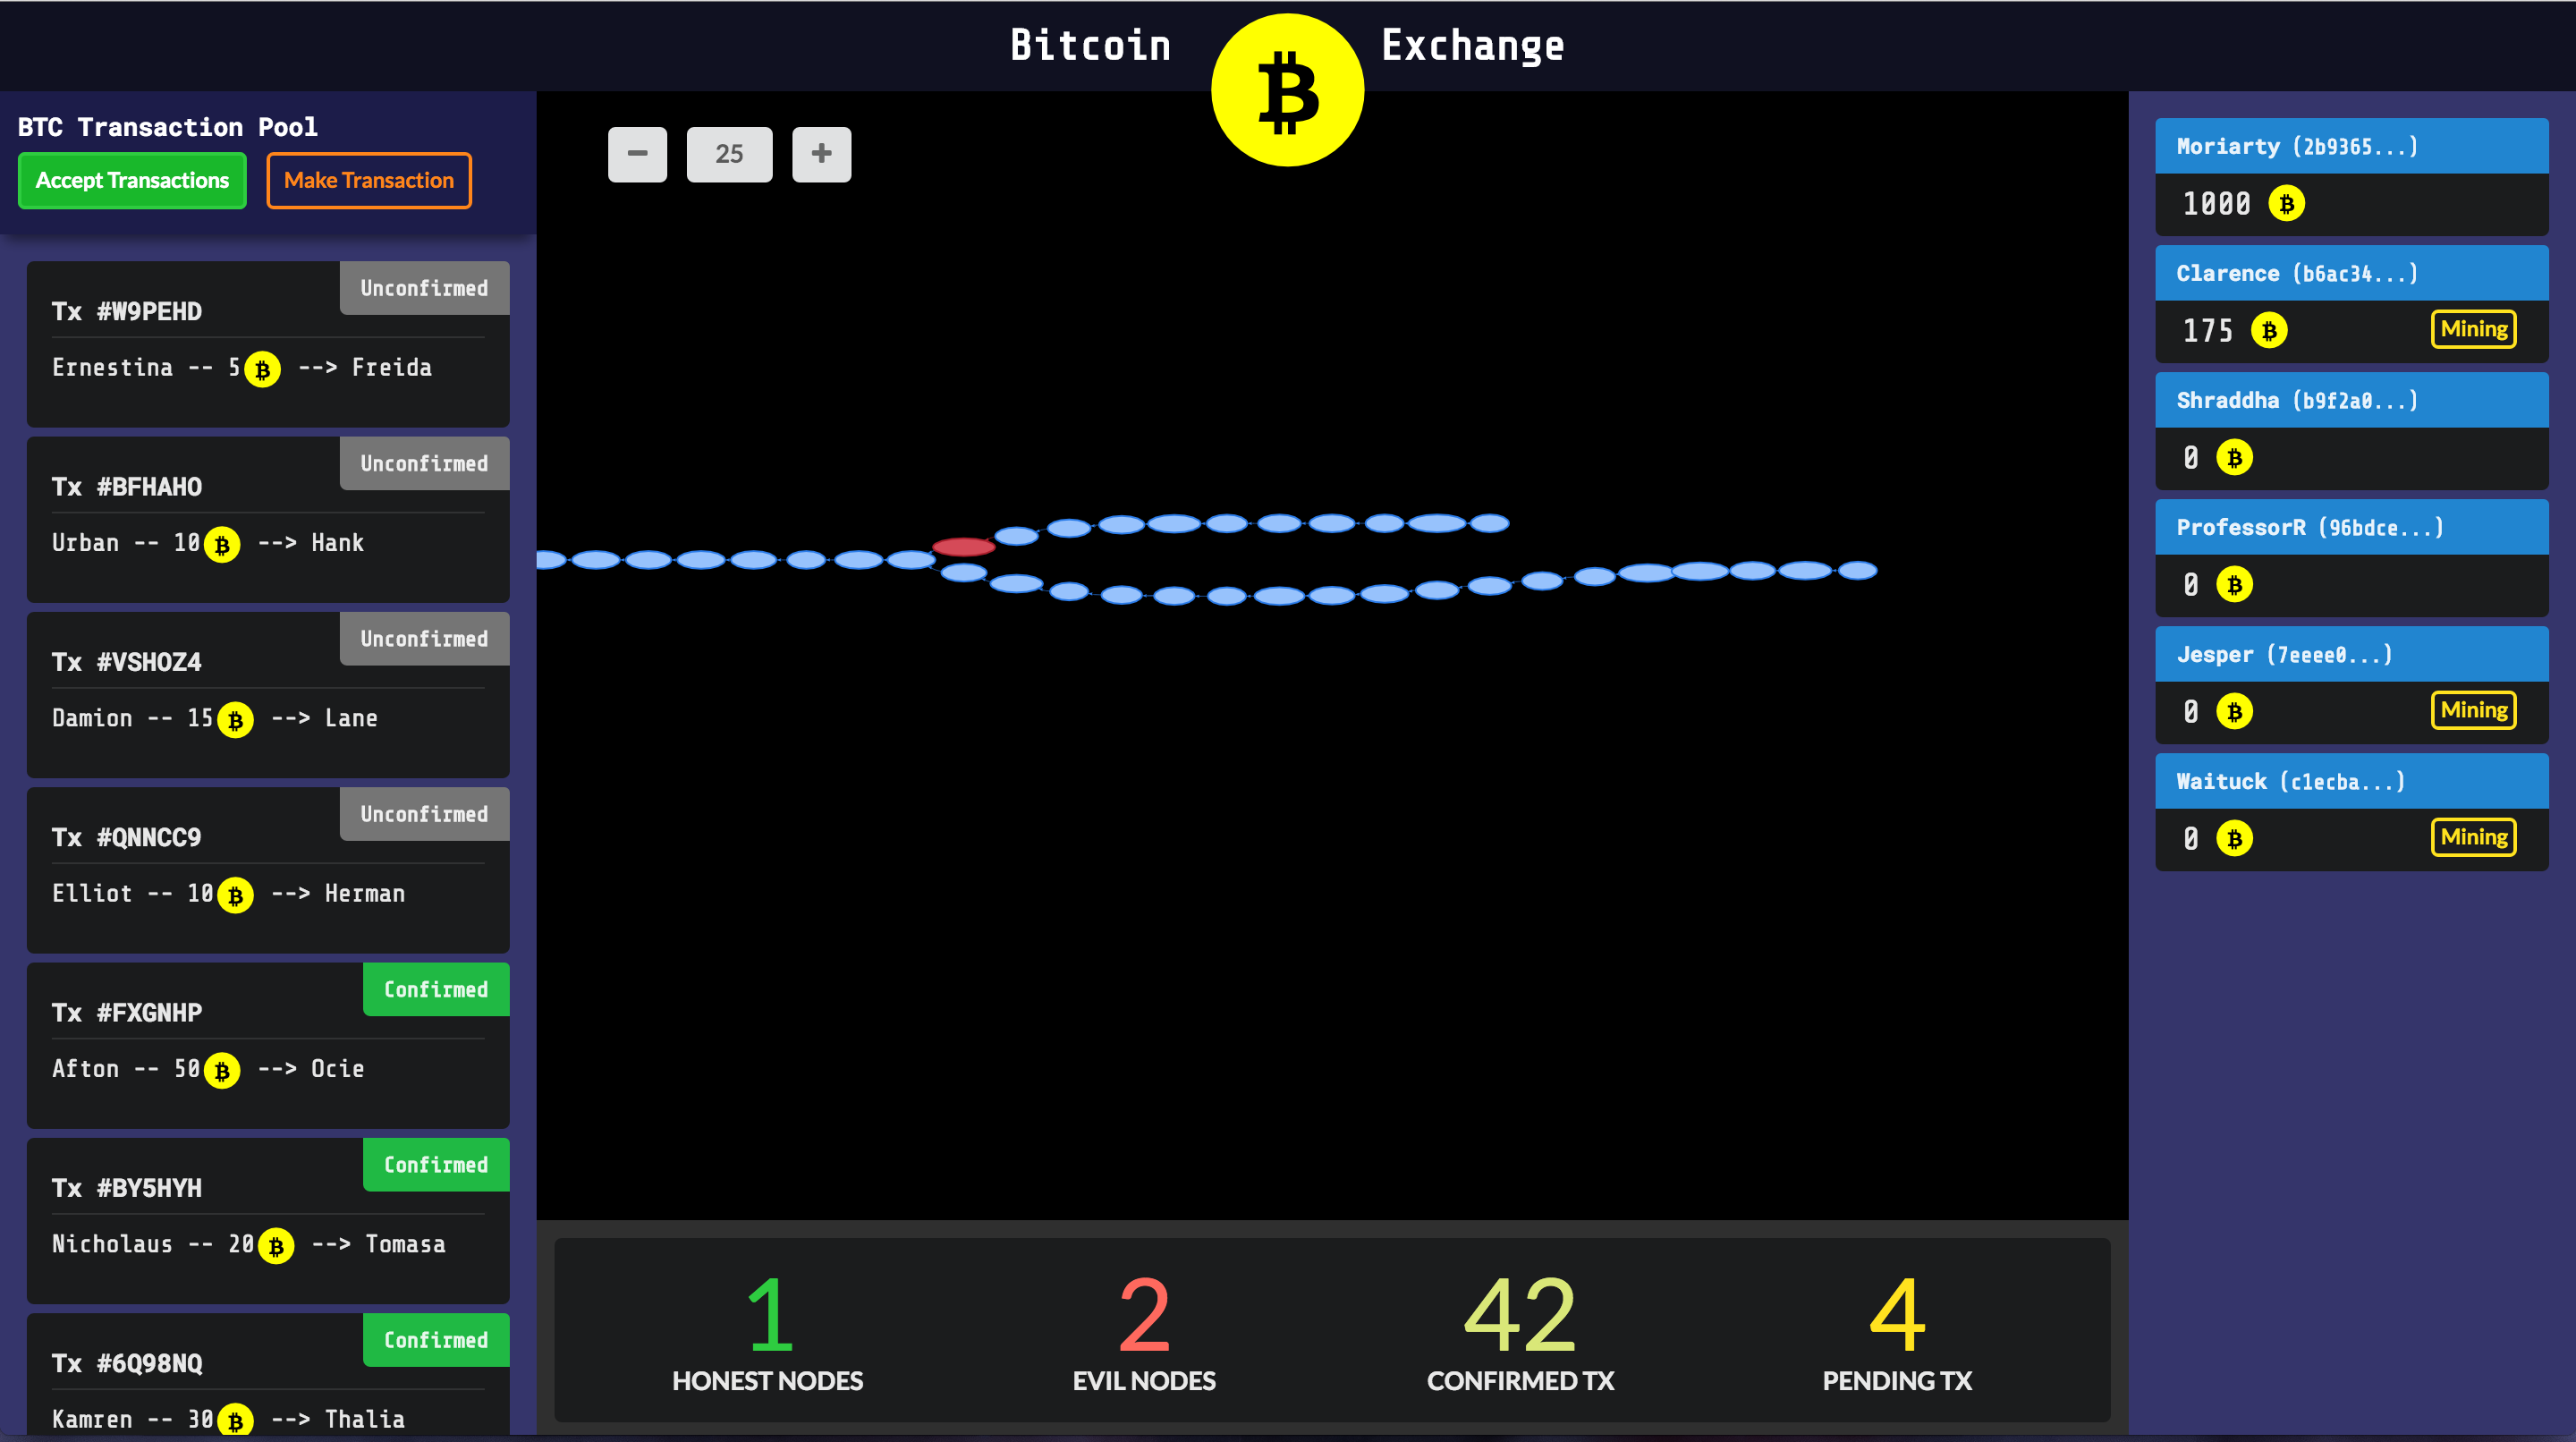 Bitcoin Exchange
BTC Transaction Pool
Accept Transactions
Make Transaction
Unconfirmed
Tx #W9PEHD
Ernestina -- 5 --> Freida
Unconfirmed
Tx #BFHAHO
Urban -- 10 --> Hank
Unconfirmed
Tx #VSHOZ4
Damion -- 15 --> Lane
Unconfirmed
Tx #QNNCC9
Elliot -- 10 --> Herman
Confirmed
Tx #FXGNHP
Afton -- 50 --> Ocie
Confirmed
Tx #BY5HYH
Nicholaus -- 20 --> Tomasa
Confirmed
Tx #6Q98NQ
Kamren -- 30 --> Thalia
25
1
HONEST NODES
2
EVIL NODES
42
CONFIRMED TX
4
PENDING TX
Moriarty (2b9365...)
1000
Clarence (b6ac34...)
175 Mining
Shraddha (b9f2a0...)
0
ProfessorR (96bdce...)
0
Jesper (7eeee0...)
0 Mining
Waituck (c1ecba...)
0 Mining